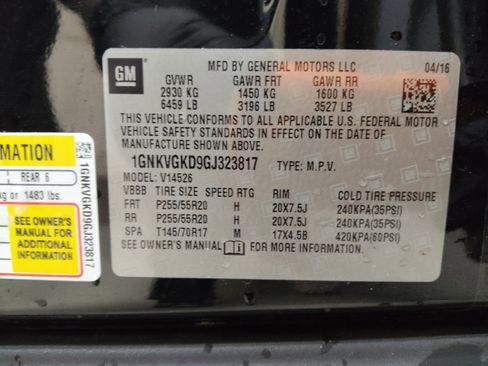 GM
MFD BY GENERAL MOTORS LLC 04/16
GVWR GAWR FRT GAWR RR
2930 KG 1450 KG 1600 KG
6459 LB 3196 LB 3527 LB
THIS VEHICLE CONFORMS TO ALL APPLICABLE U.S. FEDERAL MOTOR
VEHICLE SAFETY STANDARDS IN EFFECT ON THE DATE OF
MANUFACTURE SHOWN ABOVE.
1GNKVGKD9GJ323817 TYPE: M.P.V.
MODEL: V14526
VBBB TIRE SIZE SPEED RTG RIM COLD TIRE PRESSURE
FRT P255/55R20 H 20X7.5J 240KPA(35PSI)
RR P255/55R20 H 20X7.5J 240KPA(35PSI)
SPA T145/70R17 M 17X4.5B 420KPA(60PSI)
SEE OWNER'S MANUAL FOR MORE INFORMATION.
REAR 6
kg or 1483 lbs.
SEE OWNER'S
MANUAL FOR
ADDITIONAL
INFORMATION
1GNKVGKD9GJ323817